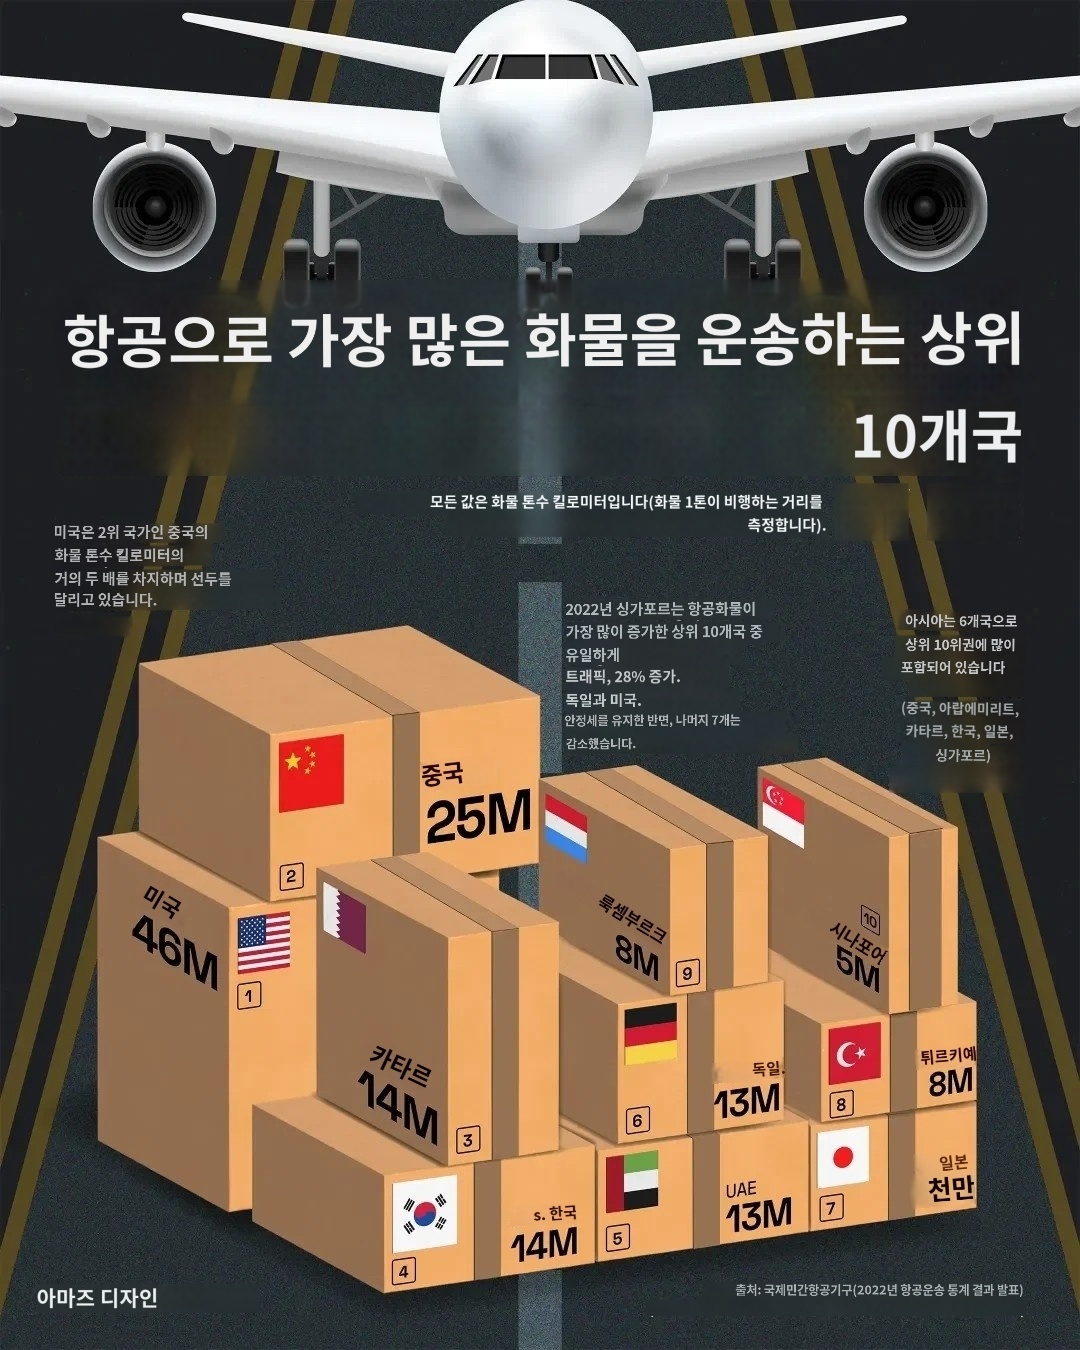 항공으로 가장 많은 화물을 운송하는 상위
10개국
모든 값은 화물 톤수 킬로미터입니다(화물 1톤이 비행하는 거리를
측정합니다).
미국은 2위 국가인 중국의
화물 톤수 킬로미터의
거의 두 배를 차지하며 선두를
달리고 있습니다.
2022년 싱가포르는 항공화물이
가장 많이 증가한 상위 10개국 중
유일하게
트래픽, 28% 증가.
독일과 미국.
안정세를 유지한 반면, 나머지 7개는
감소했습니다.
아시아는 6개국으로
상위 10위권에 많이
포함되어 있습니다
(중국, 아랍에미리트,
카타르, 한국, 일본,
싱가포르)
중국
25M
2
미국
46M
1
카타르
14M
3
s. 한국
14M
4
UAE
13M
5
독일.
13M
6
일본
천만
7
튀르키예
8M
8
룩셈부르크
8M
9
10
시나포어
5M
아마즈 디자인
출처: 국제민간항공기구(2022년 항공운송 통계 결과 발표)